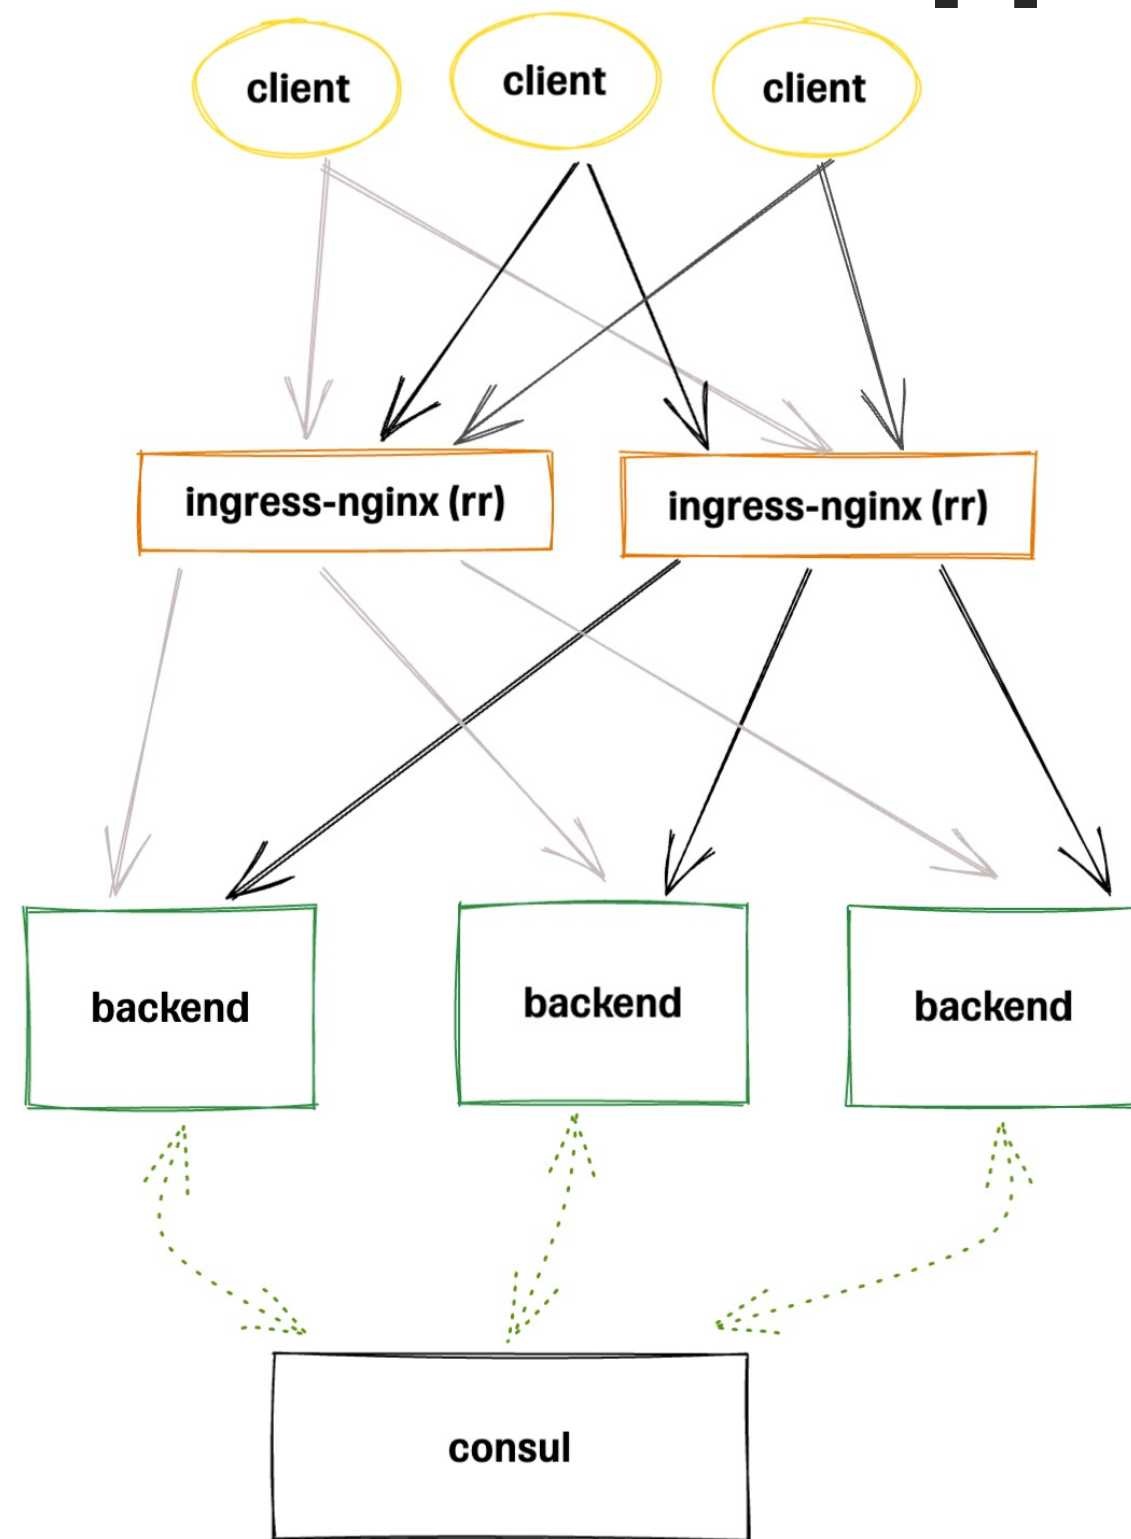 client
client
client
ingress-nginx (rr)
ingress-nginx (rr)
backend
backend
backend
consul